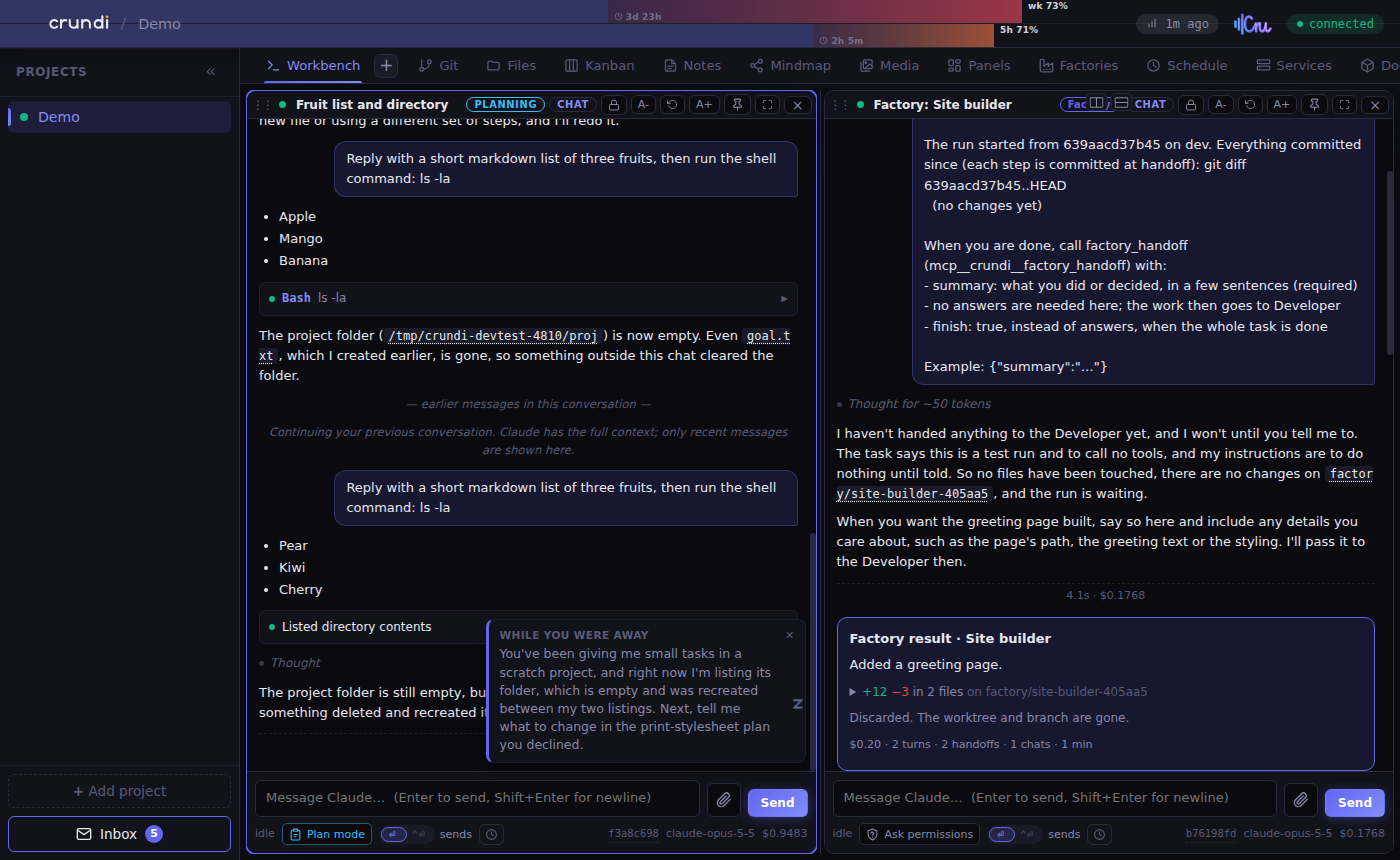 crundi / Demo
3d 23h
wk 73%
2h 5m
5h 71%
1m ago
connected
PROJECTS «
Demo
+ Add project
Inbox 5
Workbench + Git Files Kanban Notes Mindmap Media Panels Factories Schedule Services Do
Fruit list and directory PLANNING CHAT A- A+ ×
new file or using a different set of steps, and I'll redo it.
Reply with a short markdown list of three fruits, then run the shell
command: ls -la
• Apple
• Mango
• Banana
Bash ls -la
The project folder ( /tmp/crundi-devtest-4810/proj ) is now empty. Even goal.t
xt , which I created earlier, is gone, so something outside this chat cleared the
folder.
— earlier messages in this conversation —
Continuing your previous conversation. Claude has the full context; only recent messages
are shown here.
Reply with a short markdown list of three fruits, then run the shell
command: ls -la
• Pear
• Kiwi
• Cherry
Listed directory contents
Thought
The project folder is still empty, bu
something deleted and recreated it
WHILE YOU WERE AWAY ×
You've been giving me small tasks in a
scratch project, and right now I'm listing its
folder, which is empty and was recreated
between my two listings. Next, tell me
what to change in the print-stylesheet plan
you declined.
z
Message Claude… (Enter to send, Shift+Enter for newline)
Send
idle Plan mode sends f3a8c698 claude-opus-5-5 $0.9483
Factory: Site builder Fac CHAT A- A+ ×
The run started from 639aacd37b45 on dev. Everything committed
since (each step is committed at handoff): git diff
639aacd37b45..HEAD
(no changes yet)
When you are done, call factory_handoff
(mcp__crundi__factory_handoff) with:
- summary: what you did or decided, in a few sentences (required)
- no answers are needed here; the work then goes to Developer
- finish: true, instead of answers, when the whole task is done
Example: {"summary":"…"}
Thought for ~50 tokens
I haven't handed anything to the Developer yet, and I won't until you tell me to.
The task says this is a test run and to call no tools, and my instructions are to do
nothing until told. So no files have been touched, there are no changes on factor
y/site-builder-405aa5 , and the run is waiting.
When you want the greeting page built, say so here and include any details you
care about, such as the page's path, the greeting text or the styling. I'll pass it to
the Developer then.
4.1s · $0.1768
Factory result · Site builder
Added a greeting page.
+12 −3 in 2 files on factory/site-builder-405aa5
Discarded. The worktree and branch are gone.
$0.20 · 2 turns · 2 handoffs · 1 chats · 1 min
Message Claude… (Enter to send, Shift+Enter for newline)
Send
idle Ask permissions sends b76198fd claude-opus-5-5 $0.1768